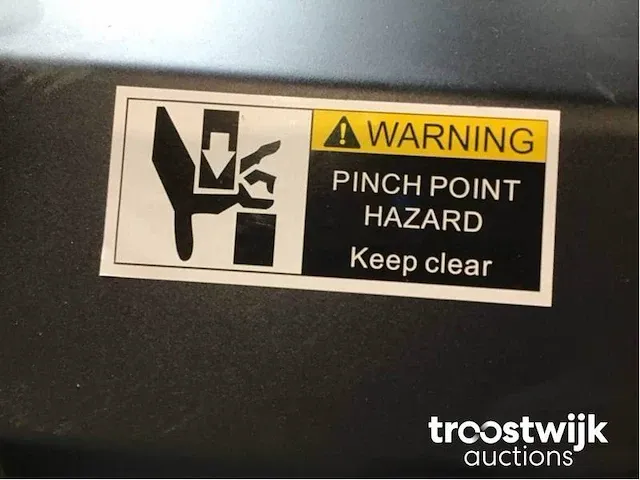 WARNING
PINCH POINT
HAZARD
Keep clear
troostwijk
auctions